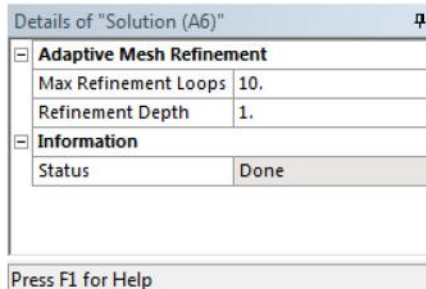 Details of "Solution (A6)"
Adaptive Mesh Refinement
Max Refinement Loops 10.
Refinement Depth 1.
Information
Status Done
Press F1 for Help